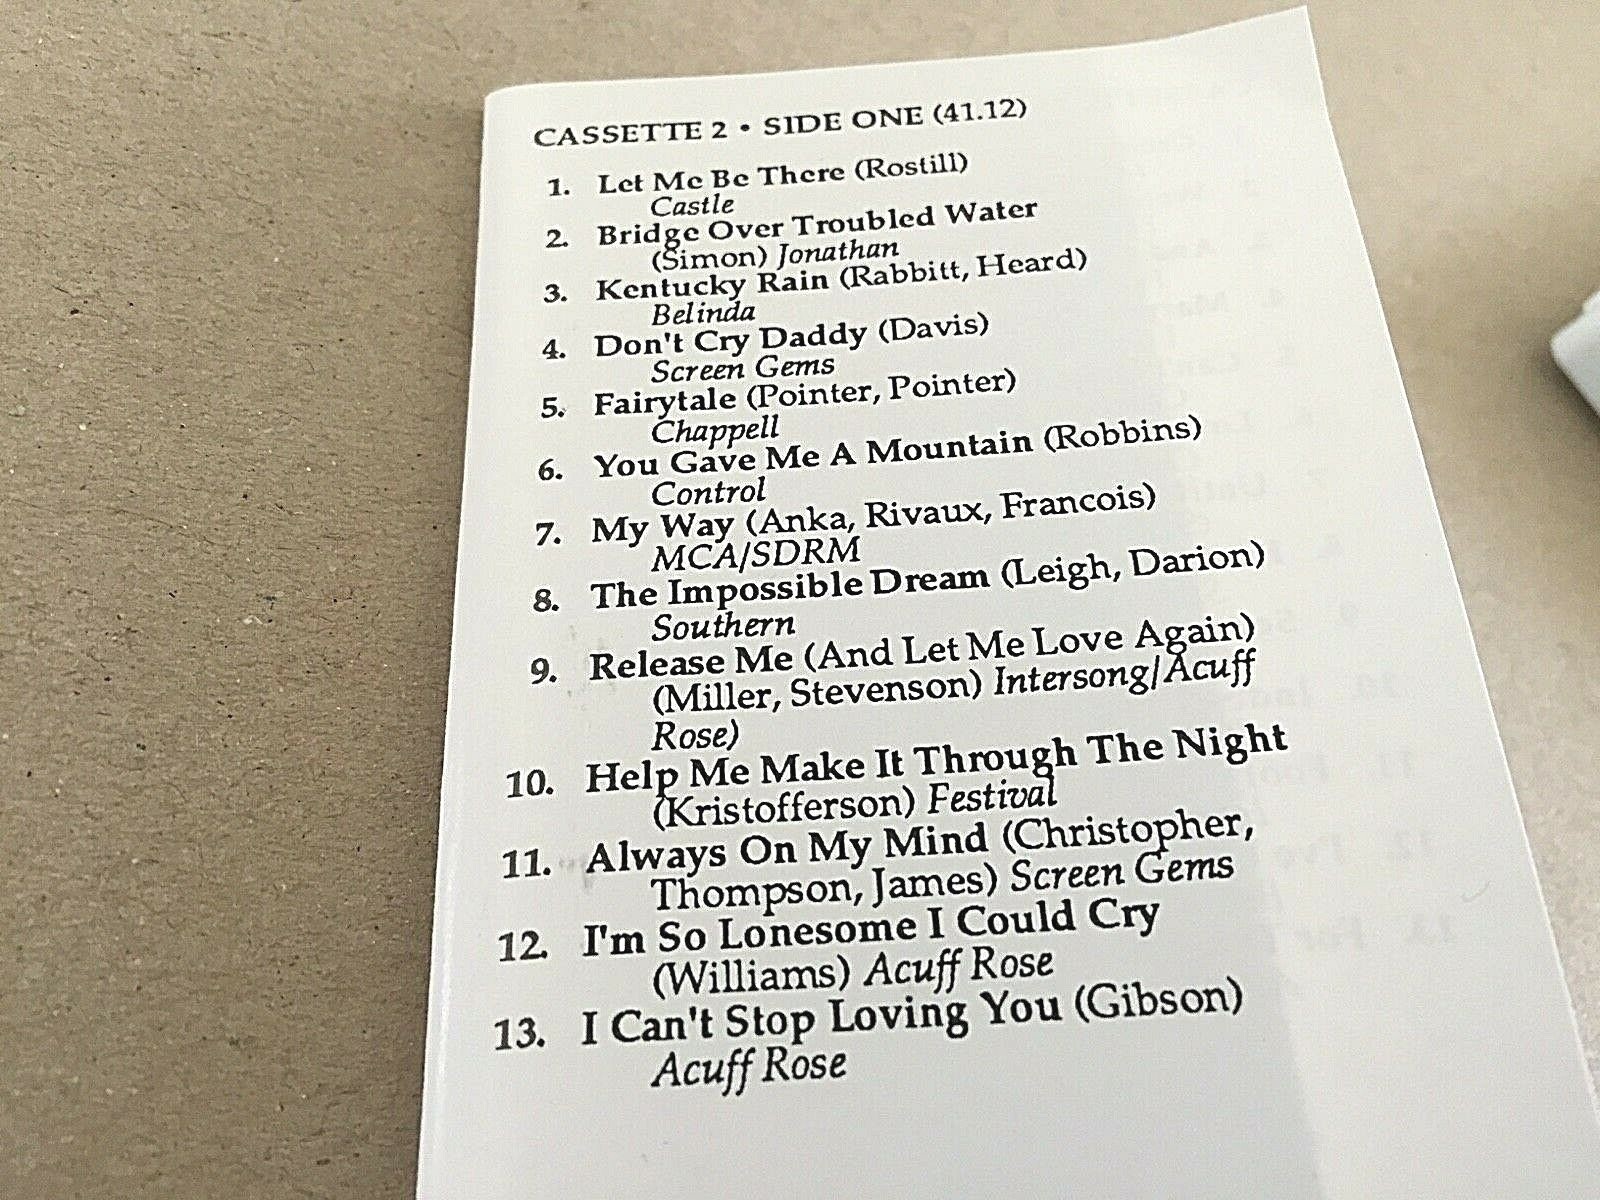 CASSETTE 2 • SIDE ONE (41.12)
1. Let Me Be There (Rostill)
Castle
2. Bridge Over Troubled Water
(Simon) Jonathan
3. Kentucky Rain (Rabbitt, Heard)
Belinda
4. Don't Cry Daddy (Davis)
Screen Gems
5. Fairytale (Pointer, Pointer)
Chappell
6. You Gave Me A Mountain (Robbins)
Control
7. My Way (Anka, Rivaux, Francois)
MCA/SDRM
8. The Impossible Dream (Leigh, Darion)
Southern
9. Release Me (And Let Me Love Again)
(Miller, Stevenson) Intersong/Acuff
Rose)
10. Help Me Make It Through The Night
(Kristofferson) Festival
11. Always On My Mind (Christopher,
Thompson, James) Screen Gems
12. I'm So Lonesome I Could Cry
(Williams) Acuff Rose
13. I Can't Stop Loving You (Gibson)
Acuff Rose